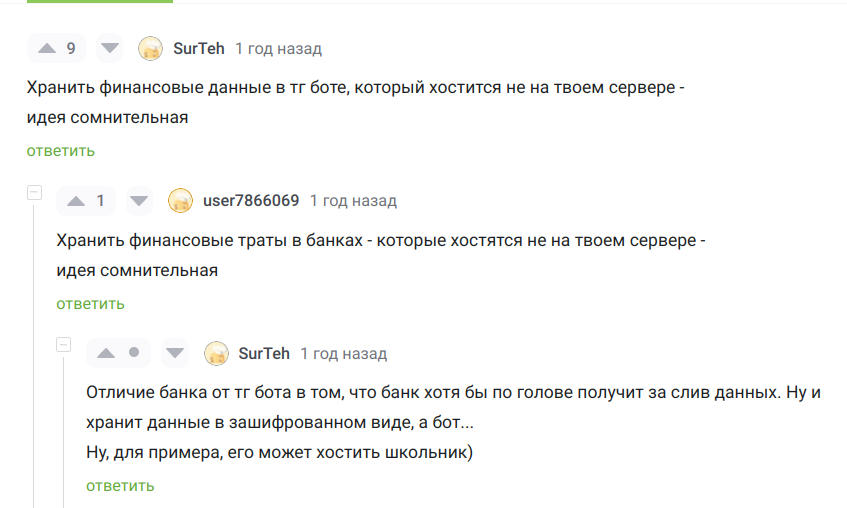 9 SurTeh 1 год назад
Хранить финансовые данные в тг боте, который хостится не на твоем сервере -
идея сомнительная
ответить
1 user7866069 1 год назад
Хранить финансовые траты в банках - которые хостятся не на твоем сервере -
идея сомнительная
ответить
SurTeh 1 год назад
Отличие банка от тг бота в том, что банк хотя бы по голове получит за слив данных. Ну и
хранит данные в зашифрованном виде, а бот...
Ну, для примера, его может хостить школьник)
ответить